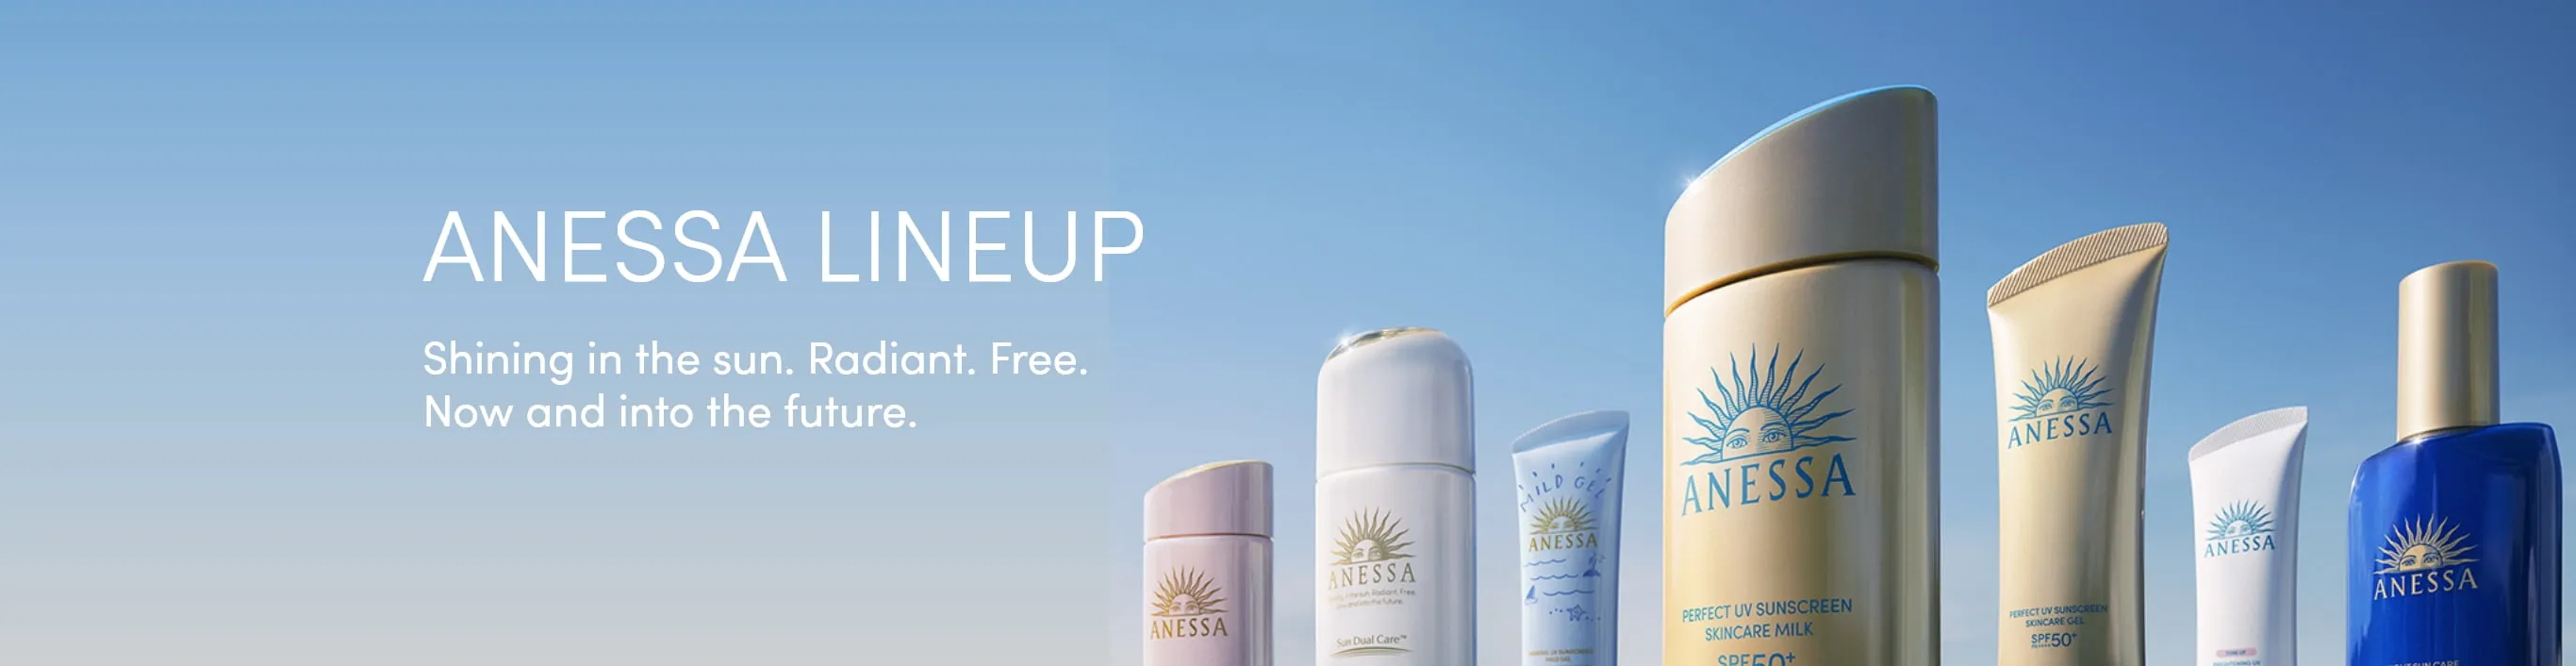 ANESSA LINEUP
Shining in the sun. Radiant. Free.
Now and into the future.
ANESSA
ANESSA
Sun Dual Care™
MILD GEL
ANESSA
ANESSA
PERFECT UV SUNSCREEN
SKINCARE MILK
SPF50+
ANESSA
PERFECT UV SUNSCREEN
SKINCARE GEL
SPF50+
ANESSA
ANESSA